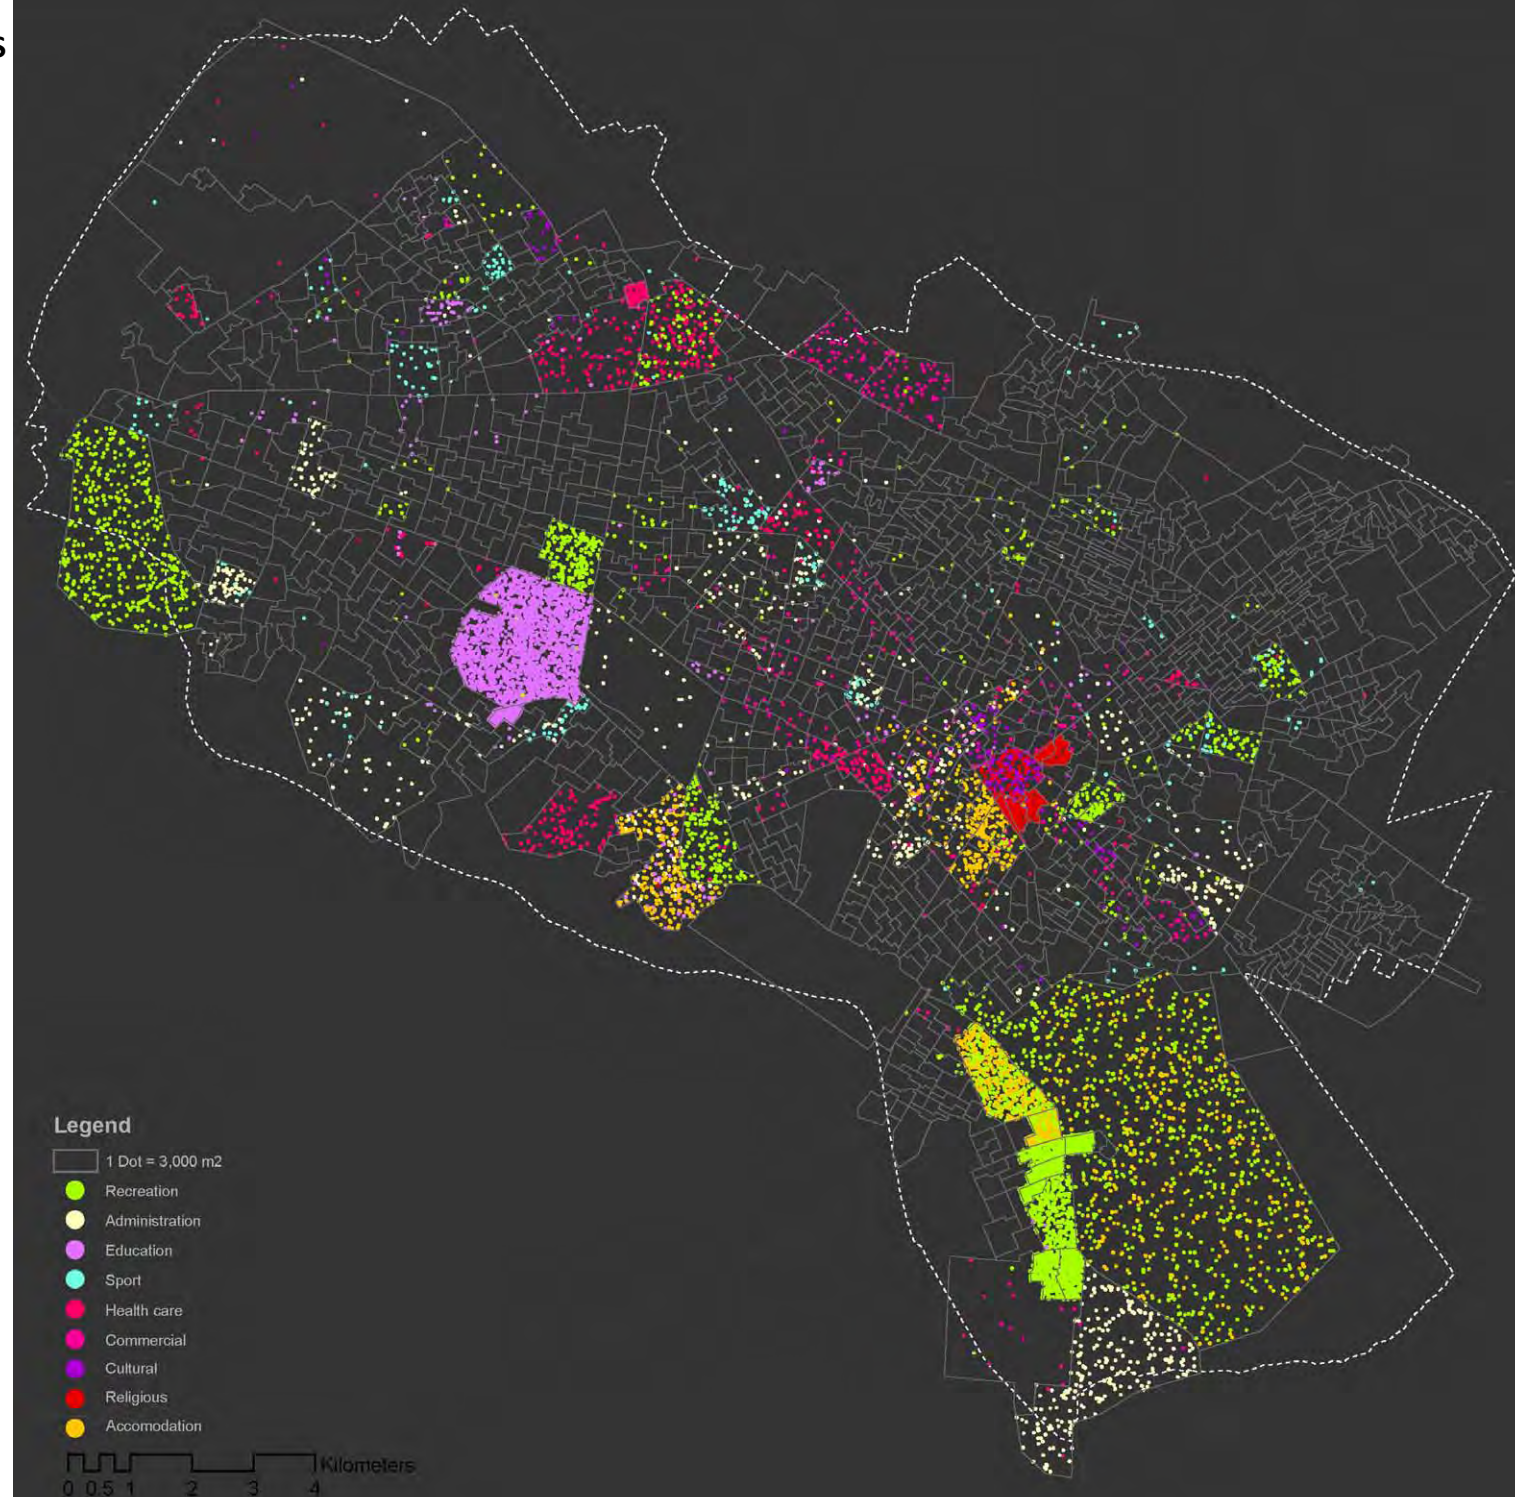 s
Legend
1 Dot = 3,000 m2
Recreation
Administration
Education
Sport
Health care
Commercial
Cultural
Religious
Accomodation
Kilometers
0 0.5 1 2 3 4